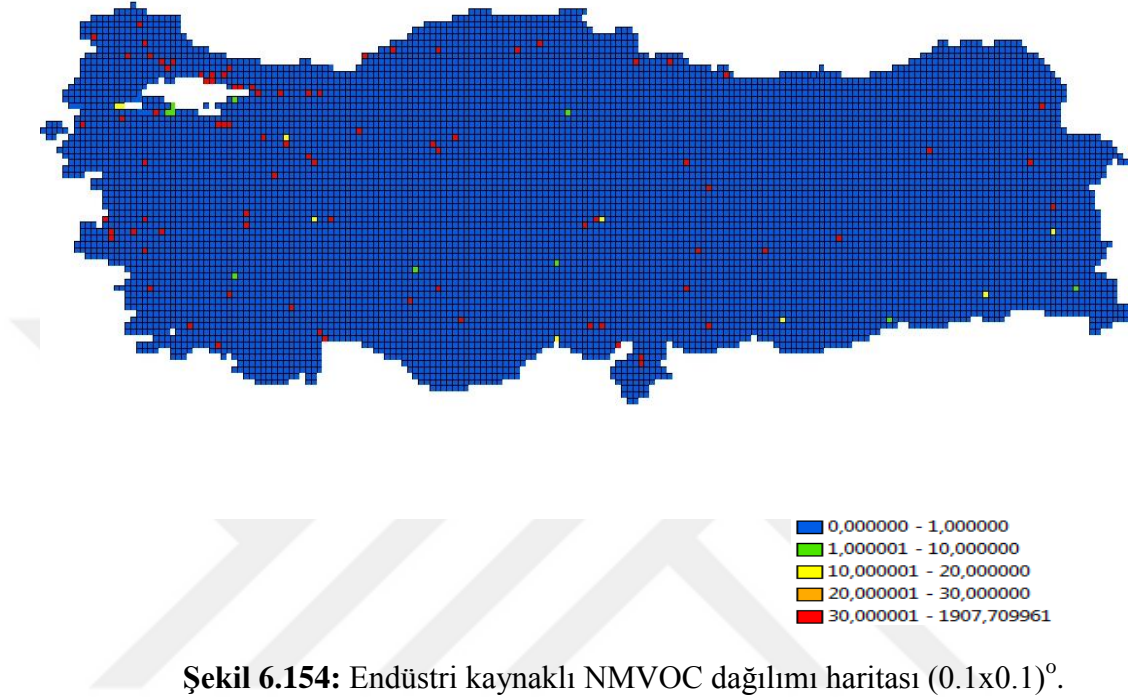 0,000000 - 1,000000
1,000001 - 10,000000
10,000001 - 20,000000
20,000001 - 30,000000
30,000001 - 1907,709961
Şekil 6.154: Endüstri kaynaklı NMVOC dağılımı haritası (0.1x0.1)º.